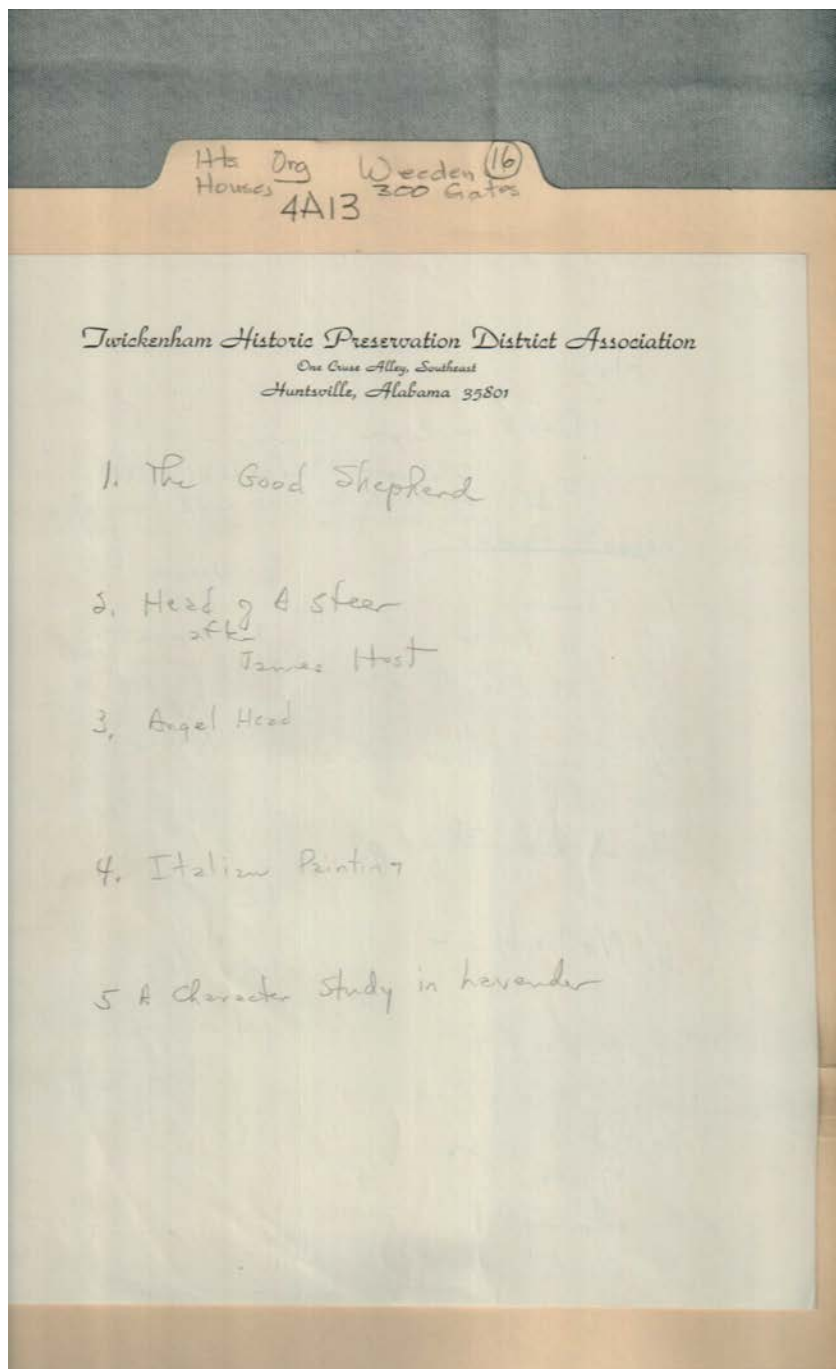 Hts Org Weeden 16
Houses 300 Gates
4A13
Twickenham Historic Preservation District Association
One Cruse Alley, Southeast
Huntsville, Alabama 35801
1. The Good Shepherd
2. Head of A Steer
after
James Host
3. Angel Head
4. Italian Painting
5 A Character Study in Lavender